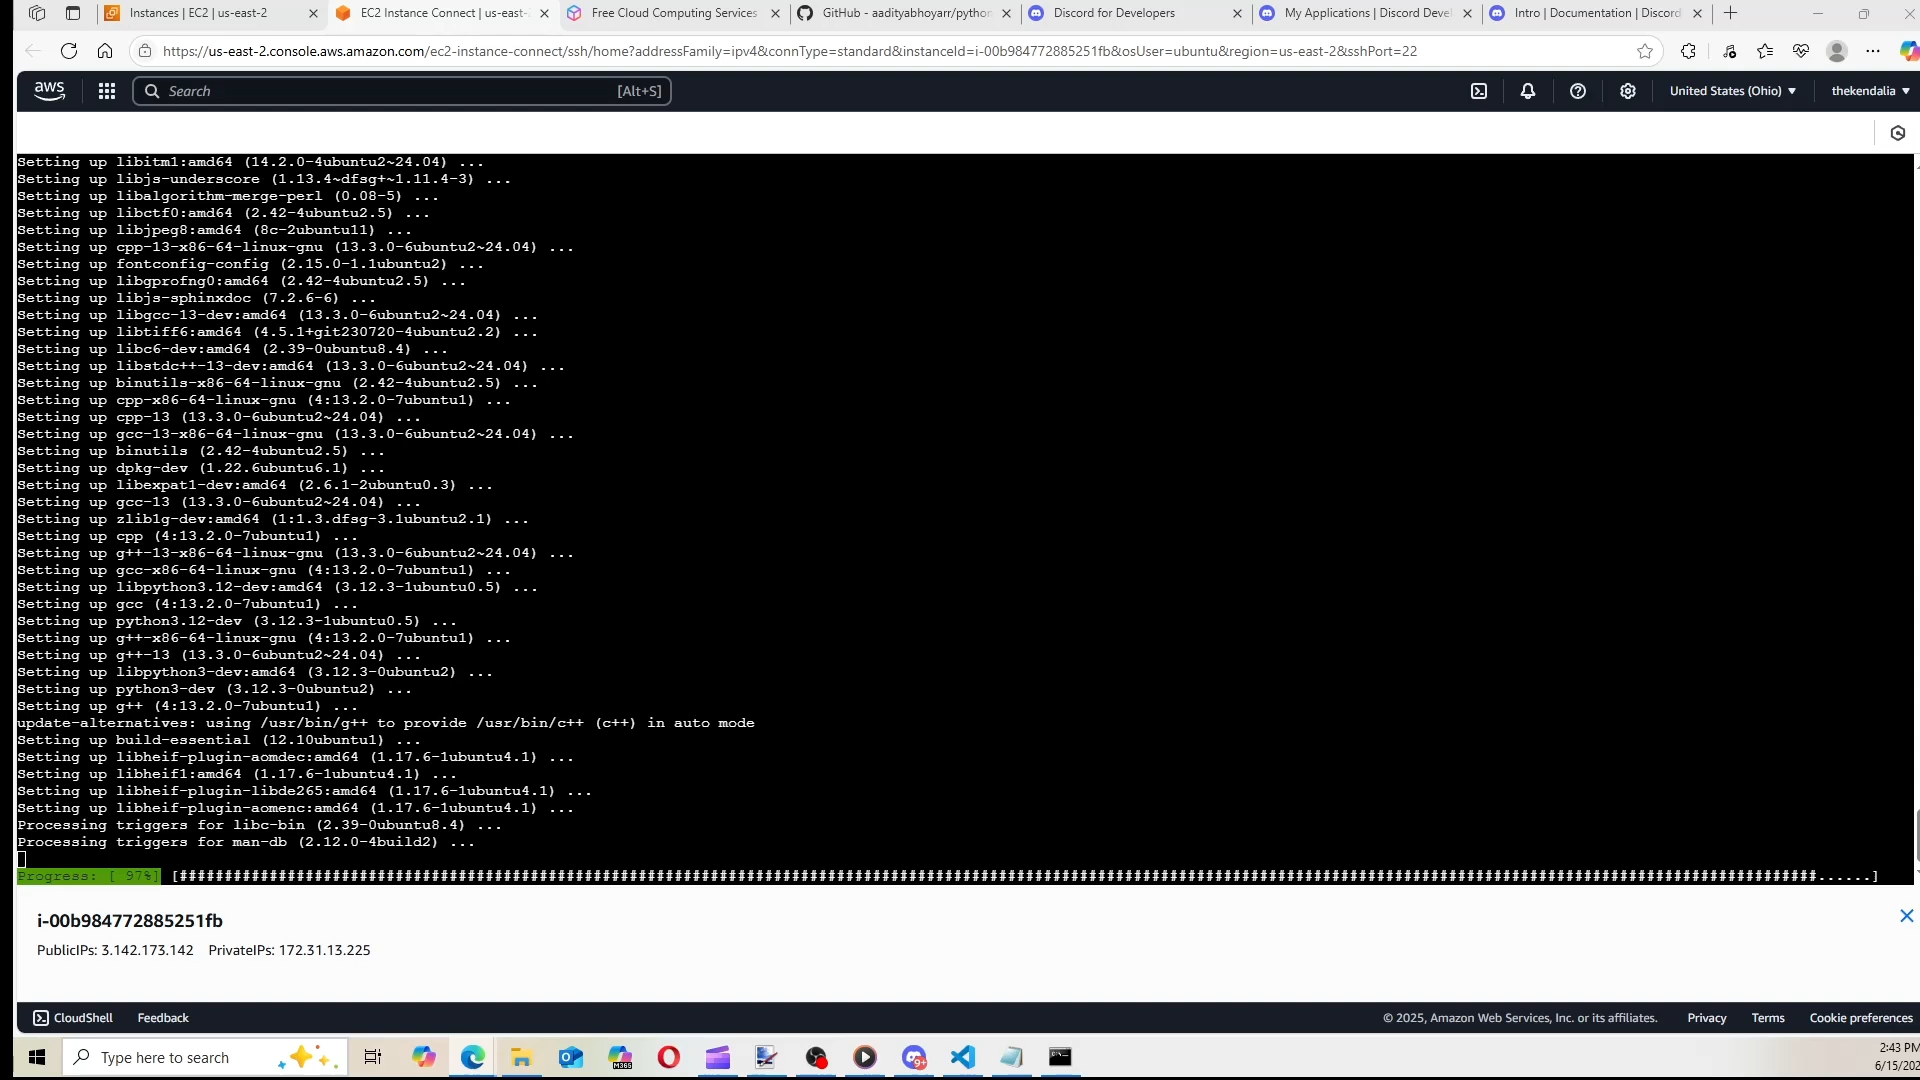 Instances | EC2 | us-east-2
EC2 Instance Connect | us-east-
Free Cloud Computing Services
GitHub - aadityabhoyarr/python
Discord for Developers
My Applications | Discord Deve
Intro | Documentation | Discord
https://us-east-2.console.aws.amazon.com/ec2-instance-connect/ssh/home?addressFamily=ipv4&connType=standard&instanceId=i-00b984772885251fb&osUser=ubuntu&region=us-east-2&sshPort=22
aws
Search
[Alt+S]
United States (Ohio)
thekendalia
Setting up libitm1:amd64 (14.2.0-4ubuntu2~24.04) ...
Setting up libjs-underscore (1.13.4~dfsg+~1.11.4-3) ...
Setting up libalgorithm-merge-perl (0.08-5) ...
Setting up libctf0:amd64 (2.42-4ubuntu2.5) ...
Setting up libjpeg8:amd64 (8c-2ubuntu11) ...
Setting up cpp-13-x86-64-linux-gnu (13.3.0-6ubuntu2~24.04) ...
Setting up fontconfig-config (2.15.0-1.1ubuntu2) ...
Setting up libgprofng0:amd64 (2.42-4ubuntu2.5) ...
Setting up libjs-sphinxdoc (7.2.6-6) ...
Setting up libgcc-13-dev:amd64 (13.3.0-6ubuntu2~24.04) ...
Setting up libtiff6:amd64 (4.5.1+git230720-4ubuntu2.2) ...
Setting up libc6-dev:amd64 (2.39-0ubuntu8.4) ...
Setting up libstdc++-13-dev:amd64 (13.3.0-6ubuntu2~24.04) ...
Setting up binutils-x86-64-linux-gnu (2.42-4ubuntu2.5) ...
Setting up cpp-x86-64-linux-gnu (4:13.2.0-7ubuntu1) ...
Setting up cpp-13 (13.3.0-6ubuntu2~24.04) ...
Setting up gcc-13-x86-64-linux-gnu (13.3.0-6ubuntu2~24.04) ...
Setting up binutils (2.42-4ubuntu2.5) ...
Setting up dpkg-dev (1.22.6ubuntu6.1) ...
Setting up libexpat1-dev:amd64 (2.6.1-2ubuntu0.3) ...
Setting up gcc-13 (13.3.0-6ubuntu2~24.04) ...
Setting up zlib1g-dev:amd64 (1:1.3.dfsg-3.1ubuntu2.1) ...
Setting up cpp (4:13.2.0-7ubuntu1) ...
Setting up g++-13-x86-64-linux-gnu (13.3.0-6ubuntu2~24.04) ...
Setting up gcc-x86-64-linux-gnu (4:13.2.0-7ubuntu1) ...
Setting up libpython3.12-dev:amd64 (3.12.3-1ubuntu0.5) ...
Setting up gcc (4:13.2.0-7ubuntu1) ...
Setting up python3.12-dev (3.12.3-1ubuntu0.5) ...
Setting up g++-x86-64-linux-gnu (4:13.2.0-7ubuntu1) ...
Setting up g++-13 (13.3.0-6ubuntu2~24.04) ...
Setting up libpython3-dev:amd64 (3.12.3-0ubuntu2) ...
Setting up python3-dev (3.12.3-0ubuntu2) ...
Setting up g++ (4:13.2.0-7ubuntu1) ...
update-alternatives: using /usr/bin/g++ to provide /usr/bin/c++ (c++) in auto mode
Setting up build-essential (12.10ubuntu1) ...
Setting up libheif-plugin-aomdec:amd64 (1.17.6-1ubuntu4.1) ...
Setting up libheif1:amd64 (1.17.6-1ubuntu4.1) ...
Setting up libheif-plugin-libde265:amd64 (1.17.6-1ubuntu4.1) ...
Setting up libheif-plugin-aomenc:amd64 (1.17.6-1ubuntu4.1) ...
Processing triggers for libc-bin (2.39-0ubuntu8.4) ...
Processing triggers for man-db (2.12.0-4build2) ...
Progress: [ 97%] [######################################################################################################################################################################################......]
i-00b984772885251fb
PublicIPs: 3.142.173.142 PrivateIPs: 172.31.13.225
CloudShell
Feedback
© 2025, Amazon Web Services, Inc. or its affiliates.
Privacy
Terms
Cookie preferences
Type here to search
M365
9+
2:43 PM
6/15/202